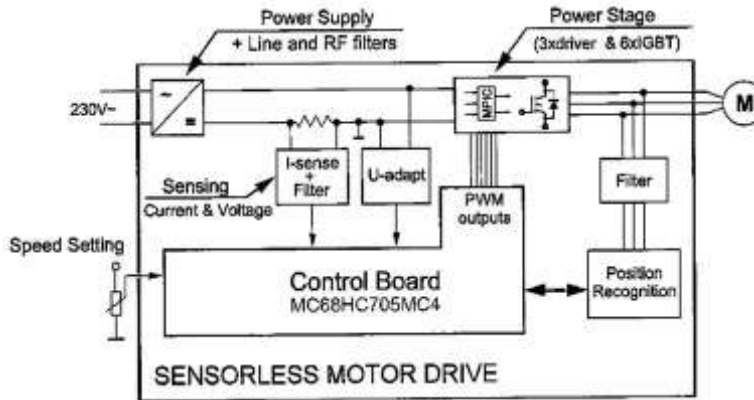 Power Supply
+ Line and RF filters
Power Stage
(3xdriver & 6xIGBT)
230V~
~
=
MPIC
M
I-sense
+
Filter
U-adapt
Sensing
Current & Voltage
PWM
outputs
Filter
Speed Setting
Control Board
MC68HC705MC4
Position
Recognition
SENSORLESS MOTOR DRIVE